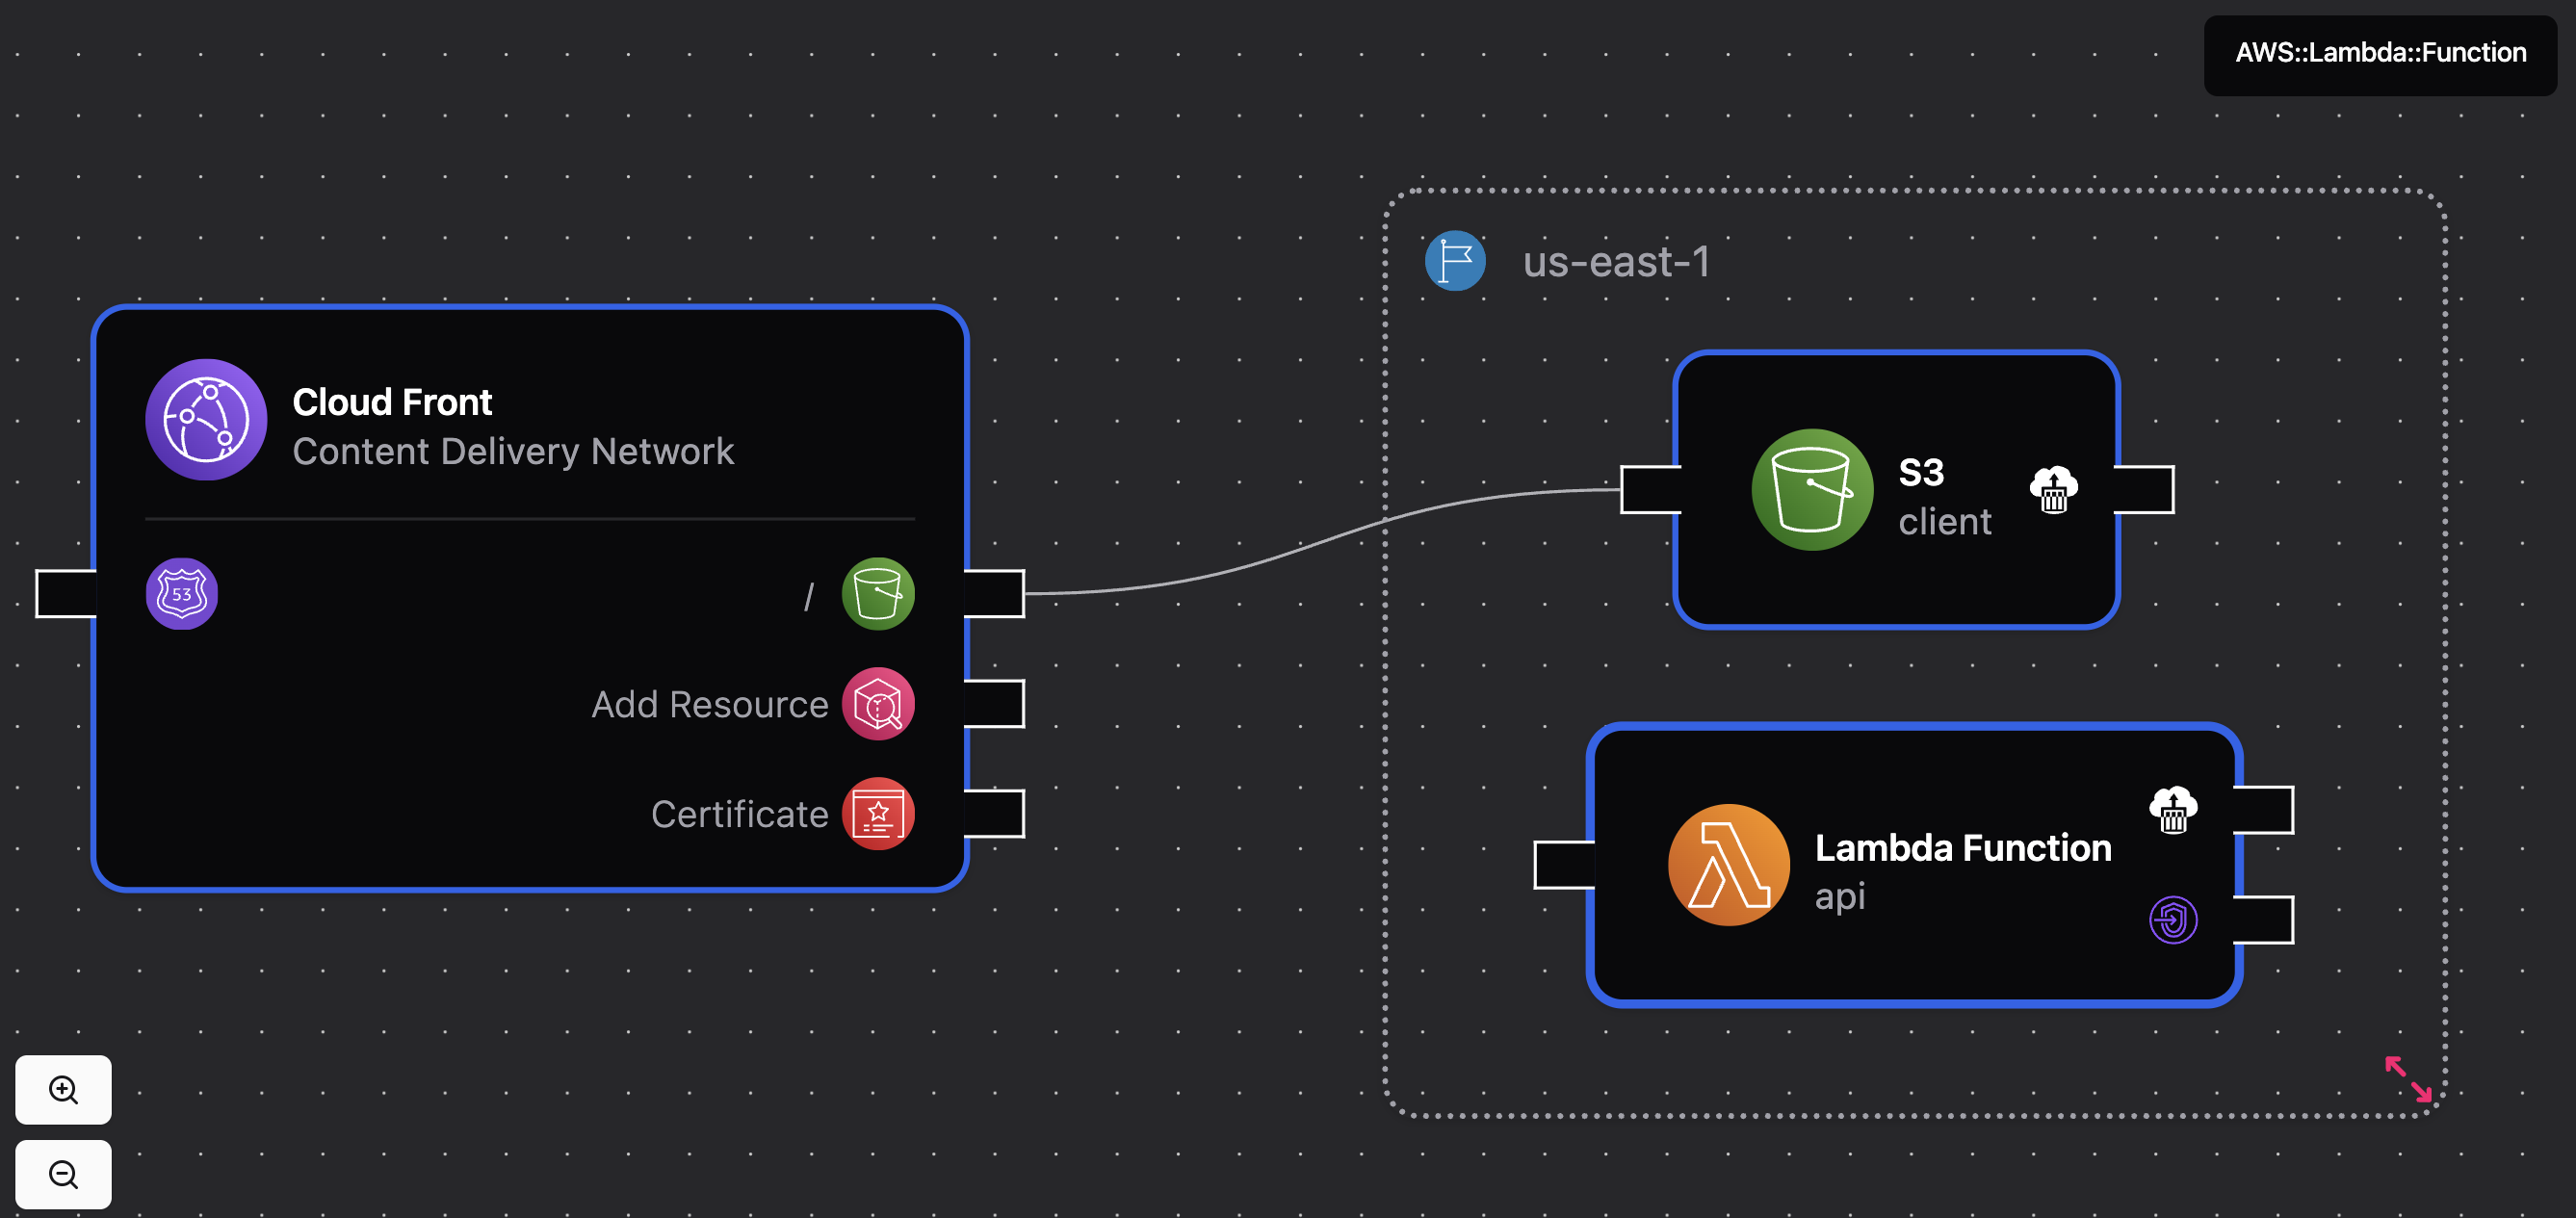 AWS::Lambda::Function
us-east-1
Cloud Front
Content Delivery Network
53
/
Add Resource
Certificate
S3
client
Lambda Function
api